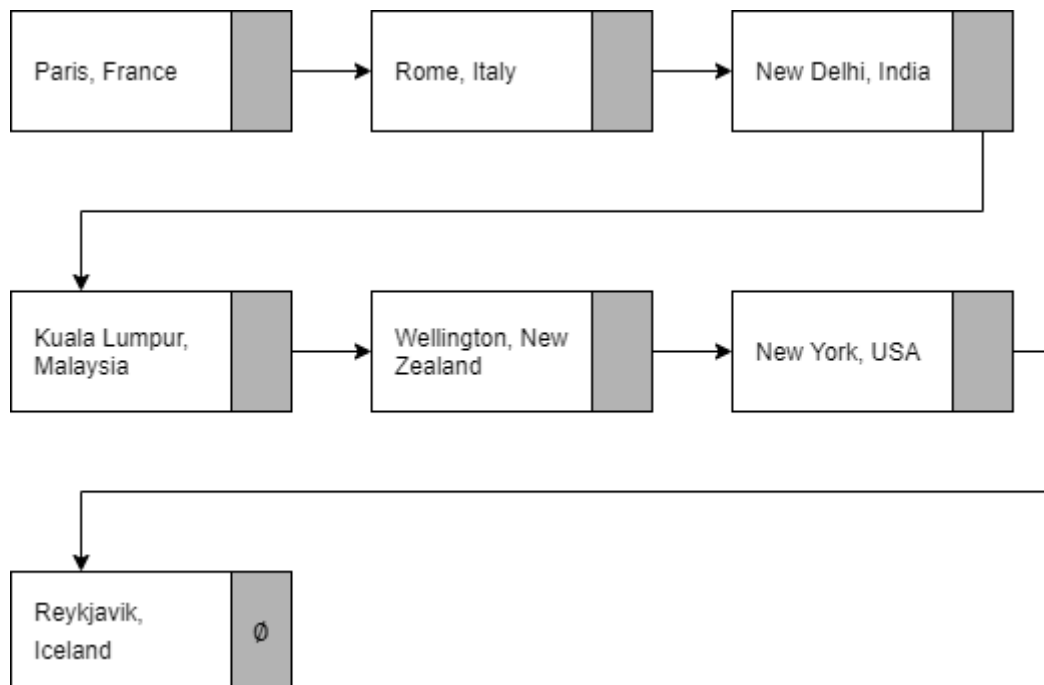 Paris, France
Rome, Italy
New Delhi, India
Kuala Lumpur,
Malaysia
Wellington, New
Zealand
New York, USA
Reykjavik,
Iceland
Ø